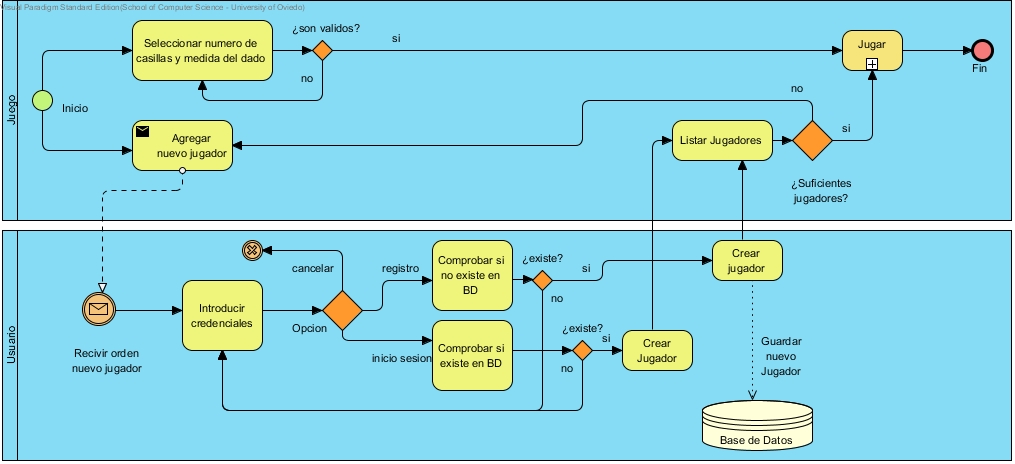 Visual Paradigm Standard Edition(School of Computer Science - University of Oviedo)
Juego
Inicio
Seleccionar numero de
casillas y medida del dado
¿son validos?
si
no
Jugar
Fin
Agregar
nuevo jugador
Listar Jugadores
no
si
¿Suficientes
jugadores?
Usuario
Recivir orden
nuevo jugador
Introducir
credenciales
cancelar
Opcion
registro
inicio sesion
Comprobar si
no existe en
BD
¿existe?
si
no
Comprobar si
existe en BD
¿existe?
si
no
Crear
Jugador
Crear
jugador
Guardar
nuevo
Jugador
Base de Datos